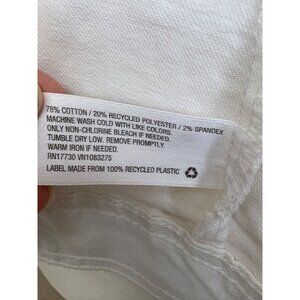 78% COTTON / 20% RECYCLED POLYESTER / 2% SPANDEX
MACHINE WASH COLD WITH LIKE COLORS.
ONLY NON-CHLORINE BLEACH IF NEEDED.
TUMBLE DRY LOW. REMOVE PROMPTLY.
WARM IRON IF NEEDED.
RN17730 VN1083275
LABEL MADE FROM 100% RECYCLED PLASTIC